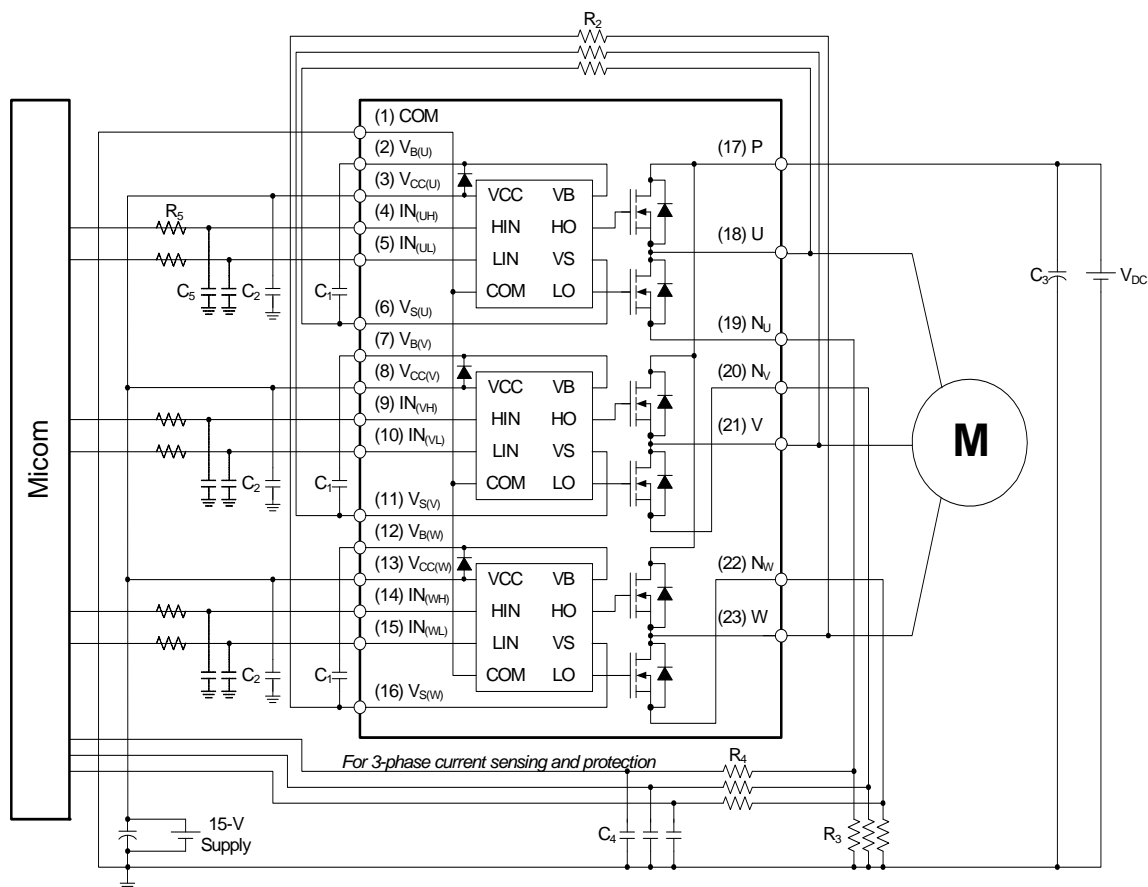 R2
Micom
(1) COM
(2) VB(U)
(3) VCC(U)
(4) IN(UH)
(5) IN(UL)
(6) VS(U)
(7) VB(V)
(8) VCC(V)
(9) IN(VH)
(10) IN(VL)
(11) VS(V)
(12) VB(W)
(13) VCC(W)
(14) IN(WH)
(15) IN(WL)
(16) VS(W)
R5
C5
C2
C1
C2
C1
C2
C1
VCC VB
HIN HO
LIN VS
COM LO
VCC VB
HIN HO
LIN VS
COM LO
VCC VB
HIN HO
LIN VS
COM LO
(17) P
(18) U
(19) NU
(20) NV
(21) V
(22) NW
(23) W
C3
VDC
M
For 3-phase current sensing and protection
R4
C4
R3
15-V
Supply